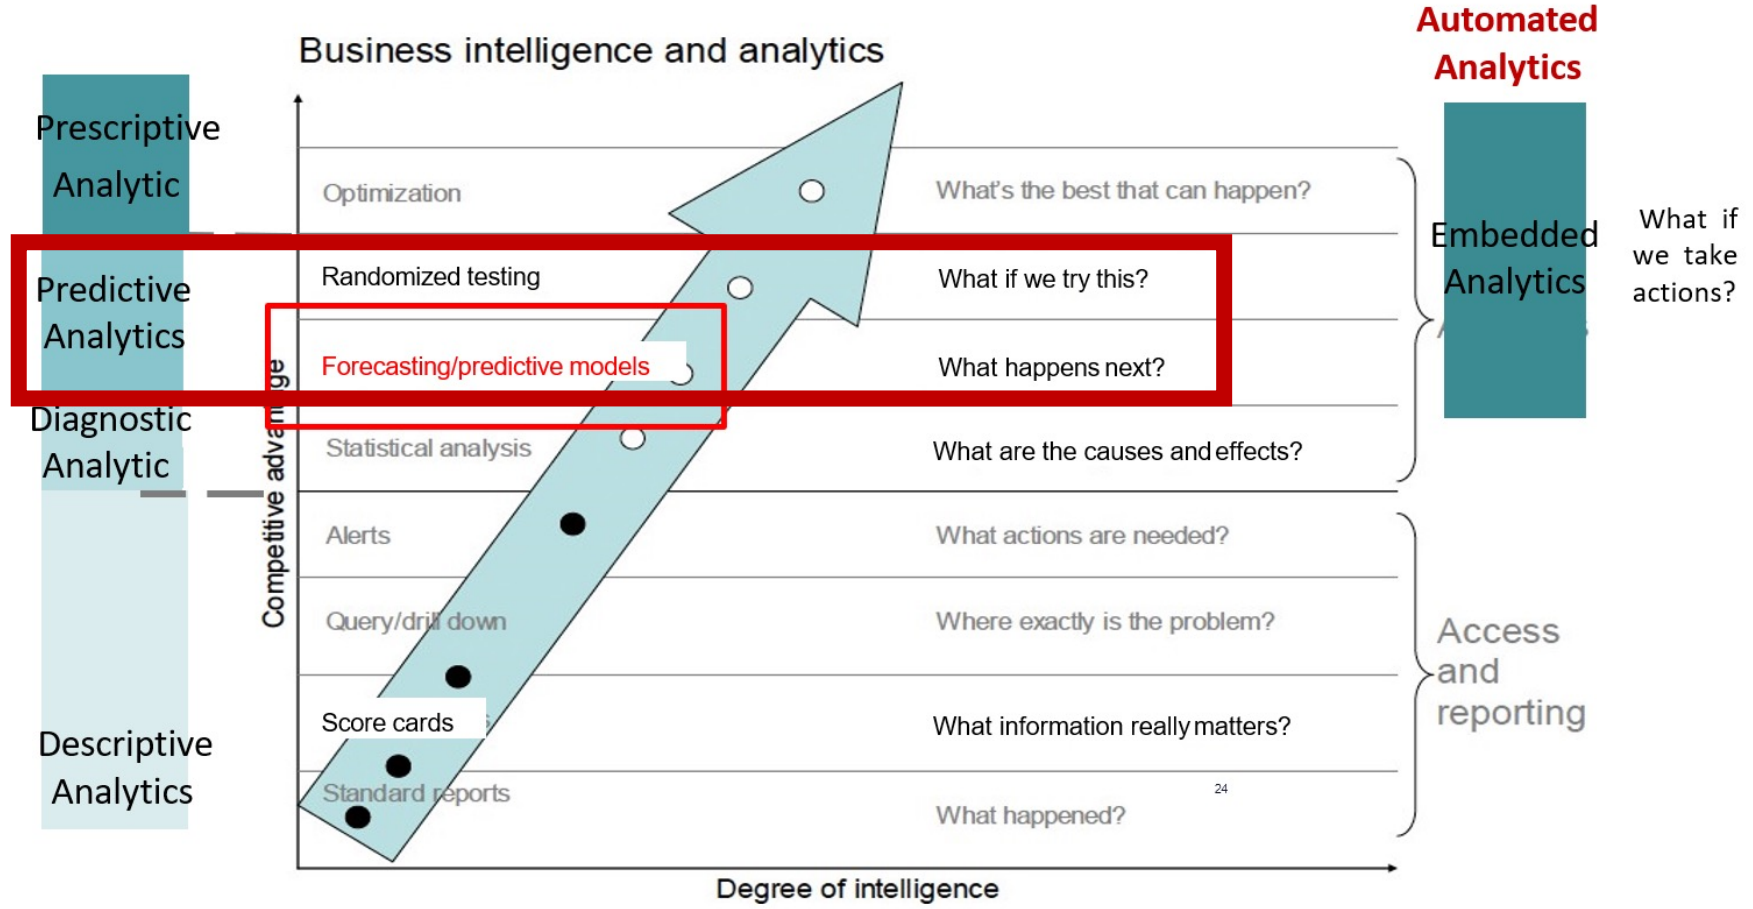 Automated
Analytics
Business intelligence and analytics
Prescriptive
Analytic
Optimization
What's the best that can happen?
Embedded
Analytics
What if
we take
actions?
Predictive
Analytics
Randomized testing
What if we try this?
Forecasting/predictive models
What happens next?
Diagnostic
Analytic
Statistical analysis
What are the causes and effects?
Competitive advantage
Alerts
What actions are needed?
Query/drill down
Where exactly is the problem?
Access
and
reporting
Score cards
What information really matters?
Descriptive
Analytics
Standard reports
What happened?
24
Degree of intelligence